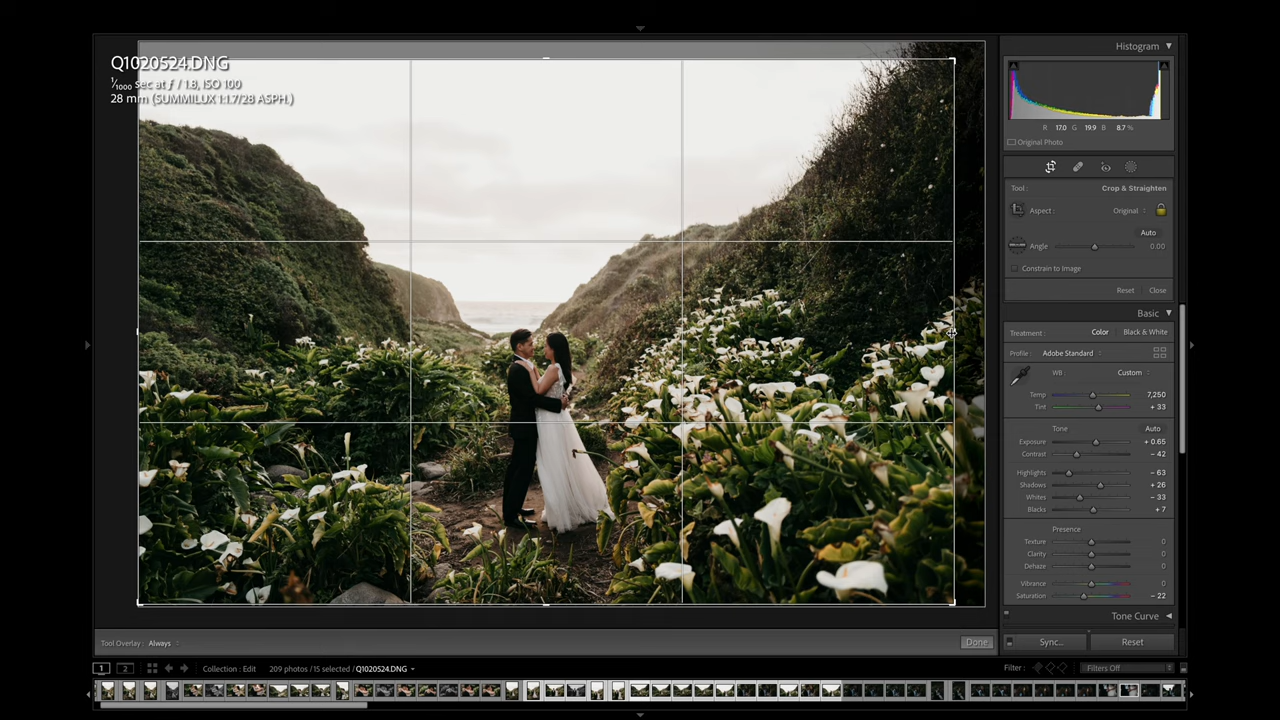 Q1020524.DNG
1/1000 sec at ƒ / 1.8, ISO 100
28 mm (SUMMILUX 1:1.7/28 ASPH.)
Histogram
R 17.0 G 19.9 B 8.7 %
Original Photo
Tool : Crop & Straighten
Aspect : Original
Auto
Angle 0.00
Constrain to Image
Reset Close
Basic
Treatment : Color Black & White
Profile : Adobe Standard
WB : Custom
Temp 7,250
Tint + 33
Tone Auto
Exposure + 0.65
Contrast – 42
Highlights – 63
Shadows + 26
Whites – 33
Blacks + 7
Presence
Texture 0
Clarity 0
Dehaze 0
Vibrance 0
Saturation – 22
Tone Curve
Tool Overlay : Always Done
Sync... Reset
1 2 Collection : Edit 209 photos / 15 selected / Q1020524.DNG Filter : Filters Off